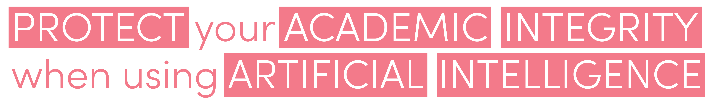 PROTECT your ACADEMIC INTEGRITY
when using ARTIFICIAL INTELLIGENCE